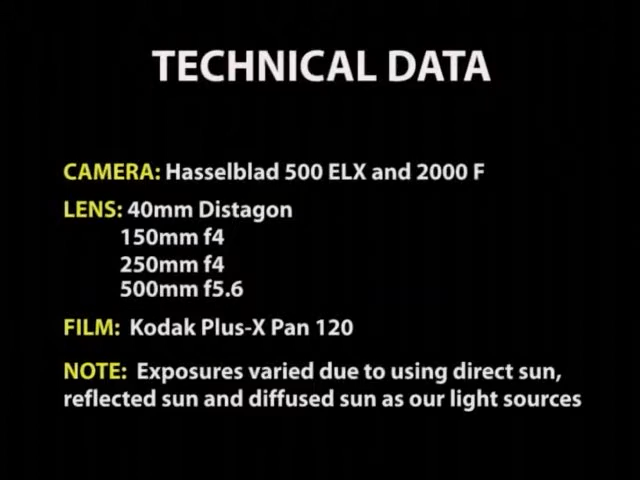 TECHNICAL DATA
CAMERA: Hasselblad 500 ELX and 2000 F
LENS: 40mm Distagon
150mm f4
250mm f4
500mm f5.6
FILM: Kodak Plus-X Pan 120
NOTE: Exposures varied due to using direct sun,
reflected sun and diffused sun as our light sources